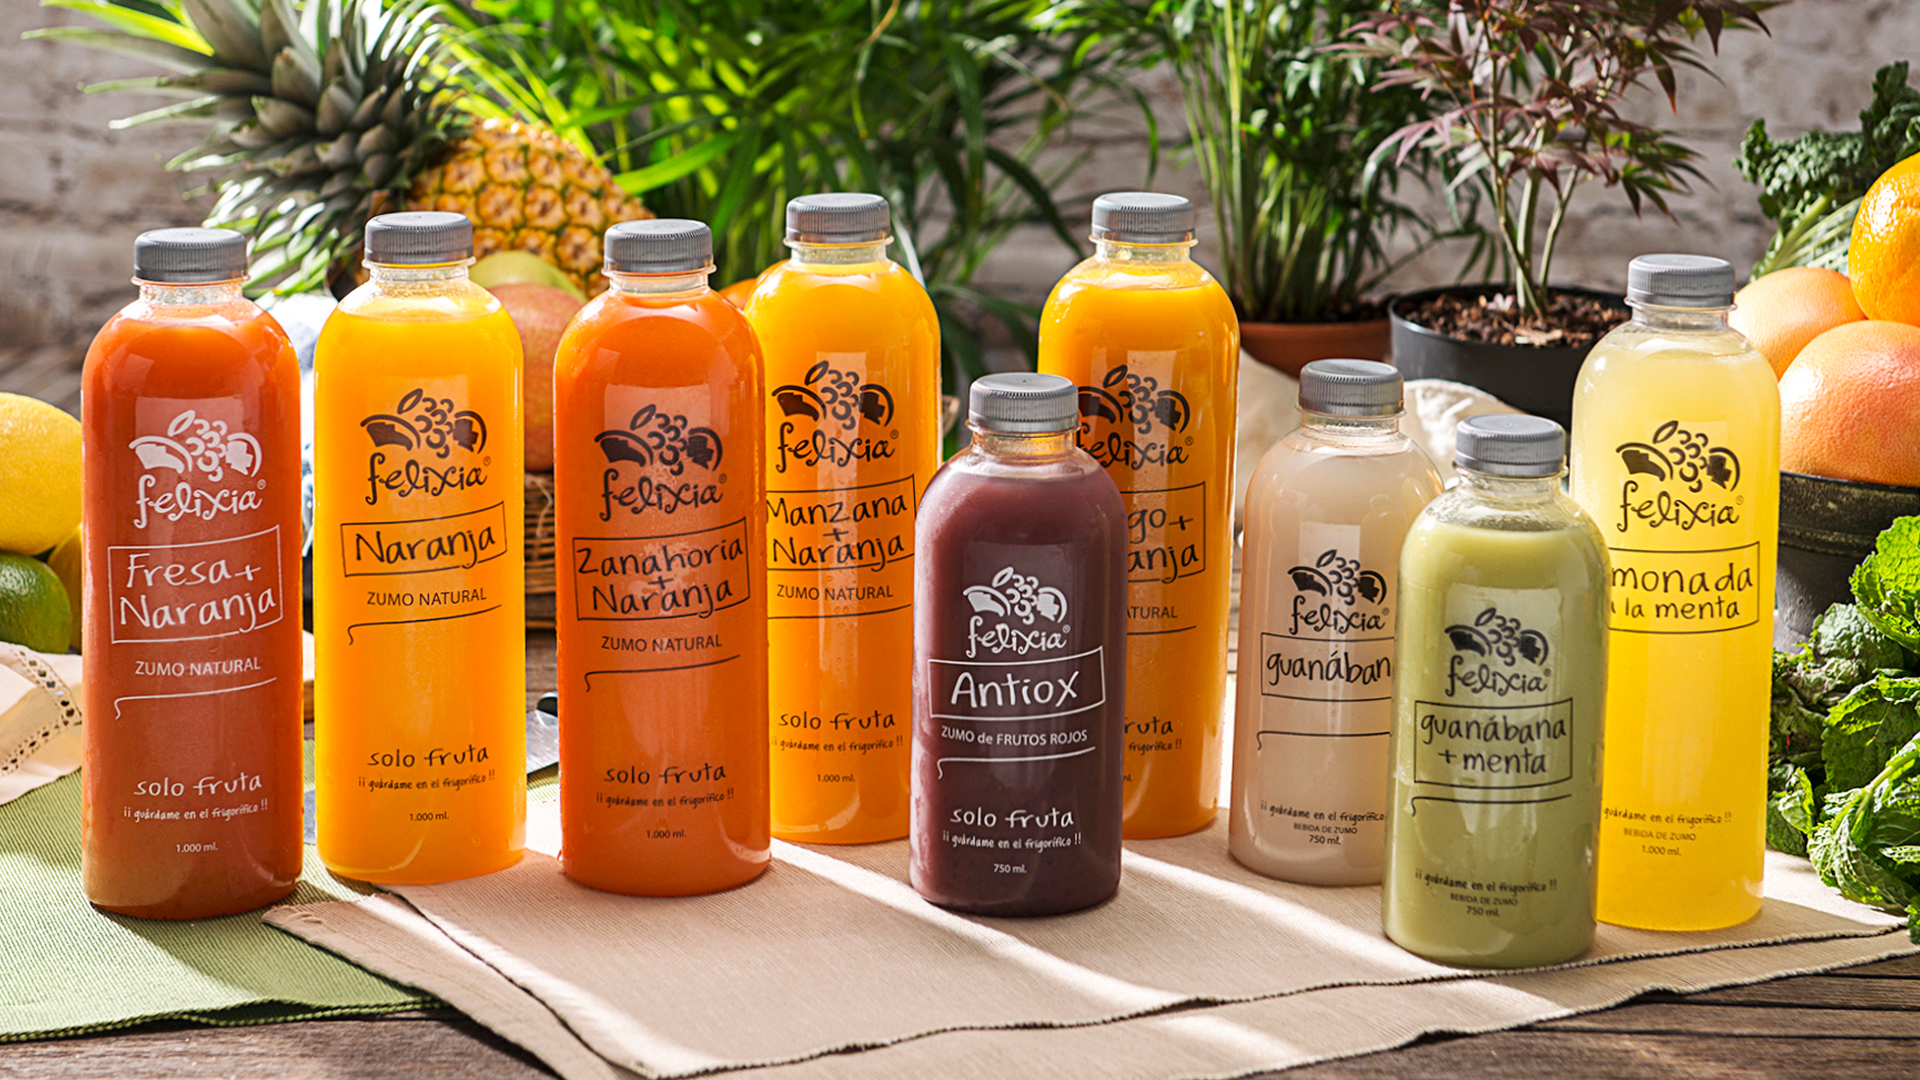 felixia®
Fresa+
Naranja
ZUMO NATURAL
solo fruta
¡¡ guárdame en el frigorífico !!
1.000 ml.
felixia®
Naranja
ZUMO NATURAL
solo fruta
¡¡ guárdame en el frigorífico !!
1.000 ml.
felixia®
Zanahoria
+
Naranja
ZUMO NATURAL
solo fruta
¡¡ guárdame en el frigorífico !!
1.000 ml.
felixia®
Manzana
+
Naranja
ZUMO NATURAL
solo fruta
¡¡ guárdame en el frigorífico !!
1.000 ml.
felixia®
Antiox
ZUMO de FRUTOS ROJOS
solo fruta
¡¡ guárdame en el frigorífico !!
750 ml.
felixia®
go+
anja
ATURAL
ruta
frigorífico !!
ml.
felixia®
guanában
¡¡ guárdame en el frigorífico
BEBIDA DE ZUMO
750 ml.
felixia®
guanábana
+menta
¡¡ guárdame en el frigorífico !!
BEBIDA DE ZUMO
750 ml.
felixia®
monada
la menta
guárdame en el frigorífico !!
BEBIDA DE ZUMO
1.000 ml.